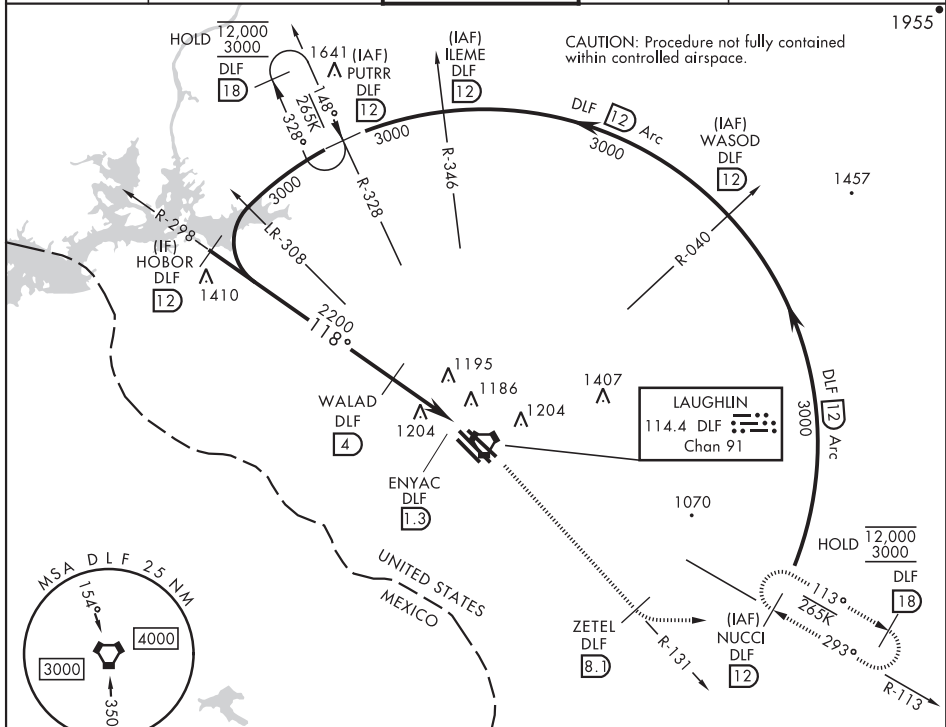 1955
HOLD 12,000
3000
DLF
18
1641
(IAF)
PUTRR
DLF
12
(IAF)
ILEME
DLF
12
CAUTION: Procedure not fully contained
within controlled airspace.
148°
265K
328°
3000
DLF 12 Arc
3000
(IAF)
WASOD
DLF
12
1457
3000
R-346
R-328
R-040
R-298
LR-308
(IF)
HOBOR
DLF
12
1410
2200
118°
1195
1186
1407
1204
WALAD
DLF
4
1204
LAUGHLIN
114.4 DLF
Chan 91
DLF 12 Arc
3000
ENYAC
DLF
1.3
1070
HOLD 12,000
3000
DLF
18
113°
265K
293°
UNITED STATES
MEXICO
MSA DLF 25 NM
154°
4000
3000
350
ZETEL
DLF
8.1
R-131
(IAF)
NUCCI
DLF
12
R-113